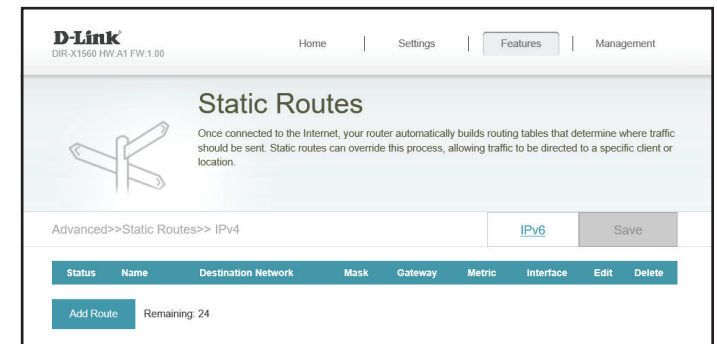 D-Link
DIR-X1560 HW:A1 FW:1.00
Home | Settings | Features | Management
Static Routes
Once connected to the Internet, your router automatically builds routing tables that determine where traffic
should be sent. Static routes can override this process, allowing traffic to be directed to a specific client or
location.
Advanced>>Static Routes>> IPv4
IPv6
Save
Status Name Destination Network Mask Gateway Metric Interface Edit Delete
Add Route Remaining: 24